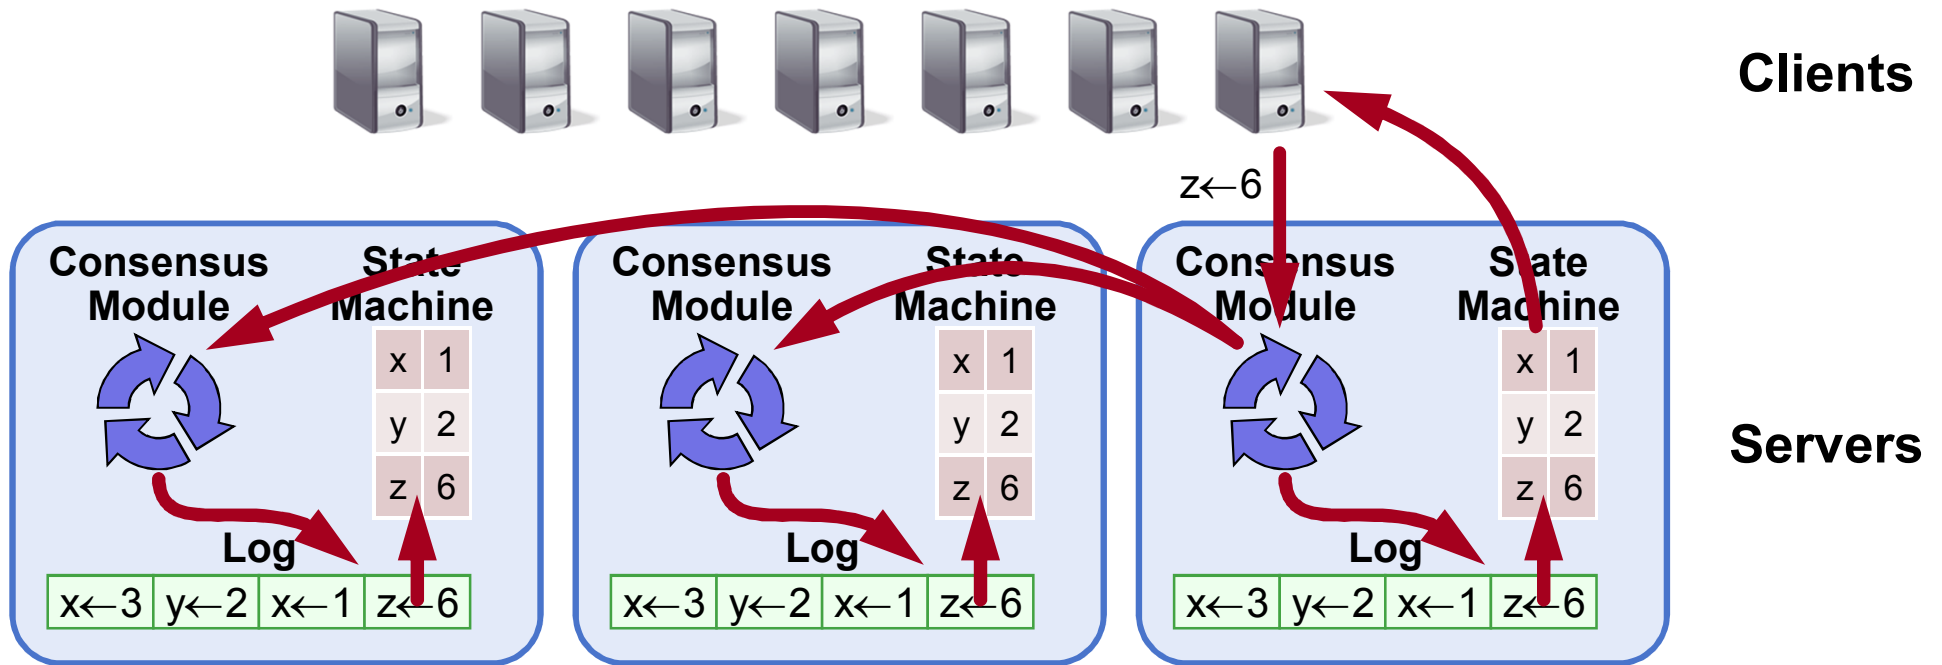 Clients
z←6
Consensus
Module
State
Machine
x 1
y 2
z 6
Log
x←3 y←2 x←1 z←6
Consensus
Module
State
Machine
x 1
y 2
z 6
Log
x←3 y←2 x←1 z←6
Consensus
Module
State
Machine
x 1
y 2
z 6
Log
x←3 y←2 x←1 z←6
Servers